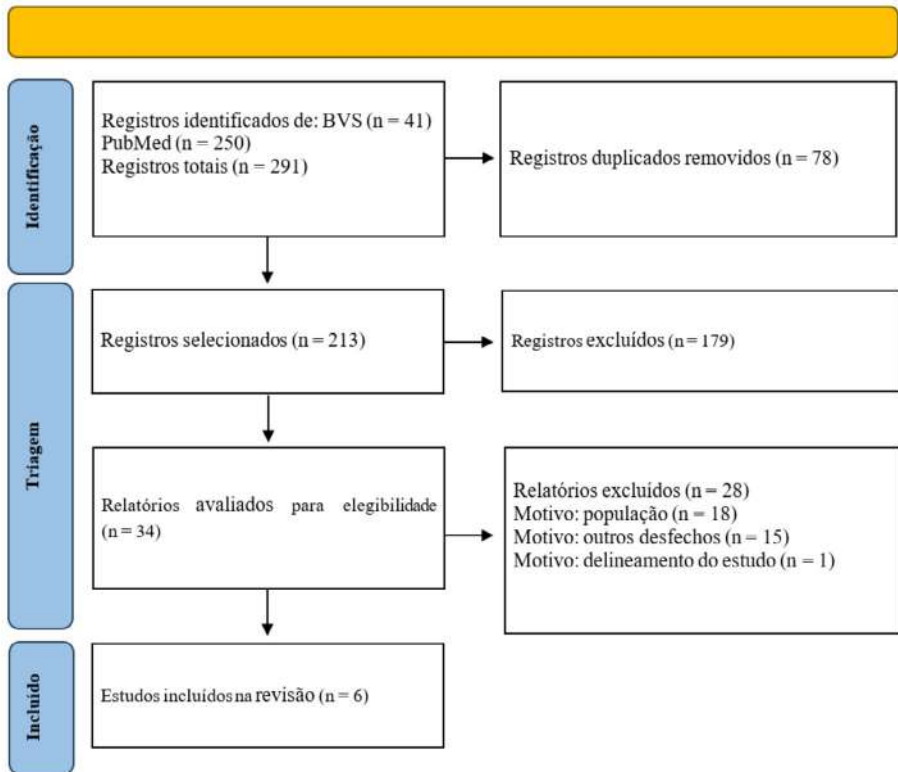 Identificação
Registros identificados de: BVS (n = 41)
PubMed (n = 250)
Registros totais (n = 291)
Registros duplicados removidos (n = 78)
Triagem
Registros selecionados (n = 213)
Registros excluídos (n = 179)
Relatórios avaliados para elegibilidade
(n = 34)
Relatórios excluídos (n = 28)
Motivo: população (n = 18)
Motivo: outros desfechos (n = 15)
Motivo: delineamento do estudo (n = 1)
Incluído
Estudos incluídos na revisão (n = 6)